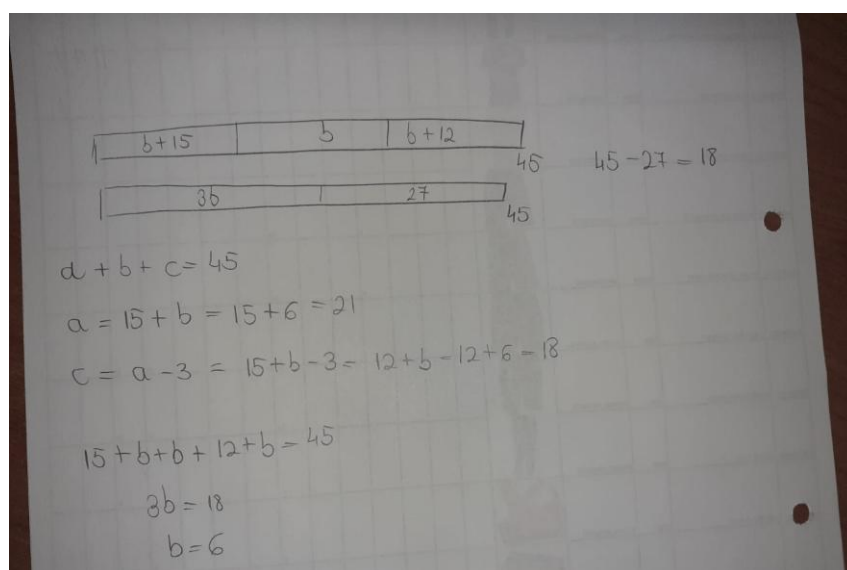 b+15 b b+12
45
45-27=18
3b 27
45
a+b+c=45
a=15+b=15+6=21
c=a-3=15+b-3=12+b-12+6=18
15+b+b+12+b=45
3b=18
b=6